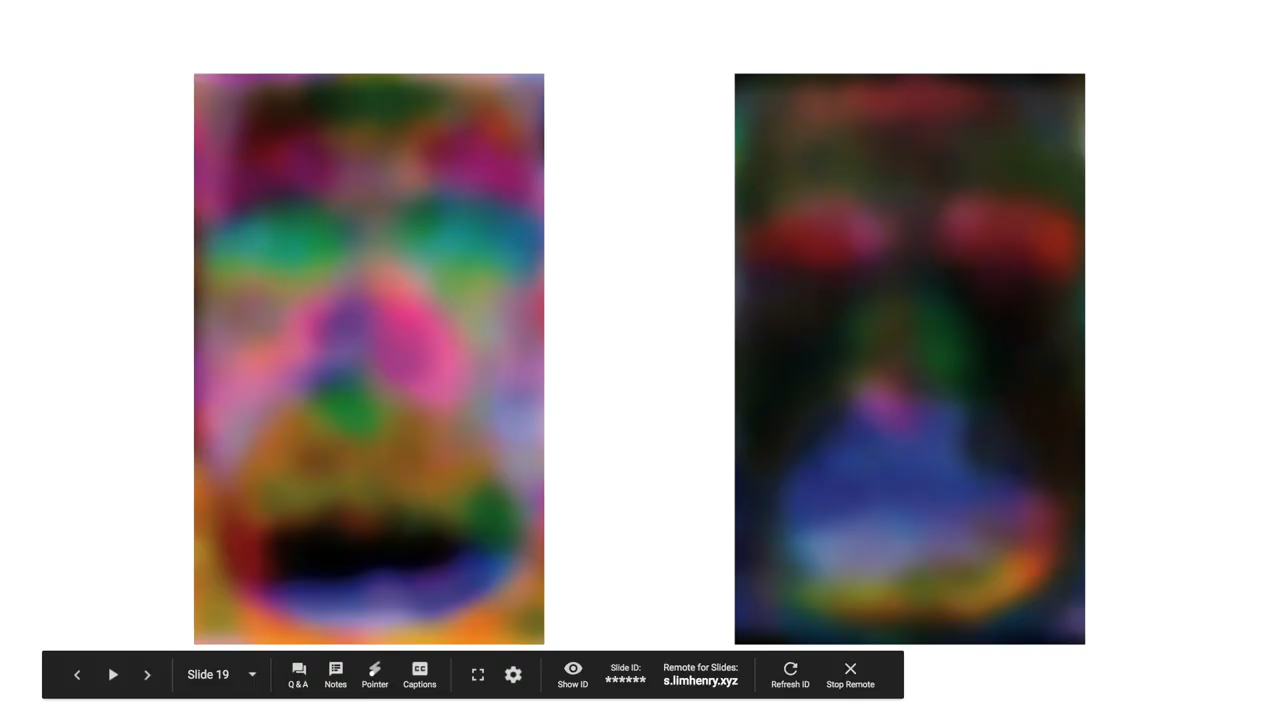 Slide 19
Q & A
Notes
Pointer
Captions
Show ID
Slide ID:
******
Remote for Slides:
s.limhenry.xyz
Refresh ID
Stop Remote